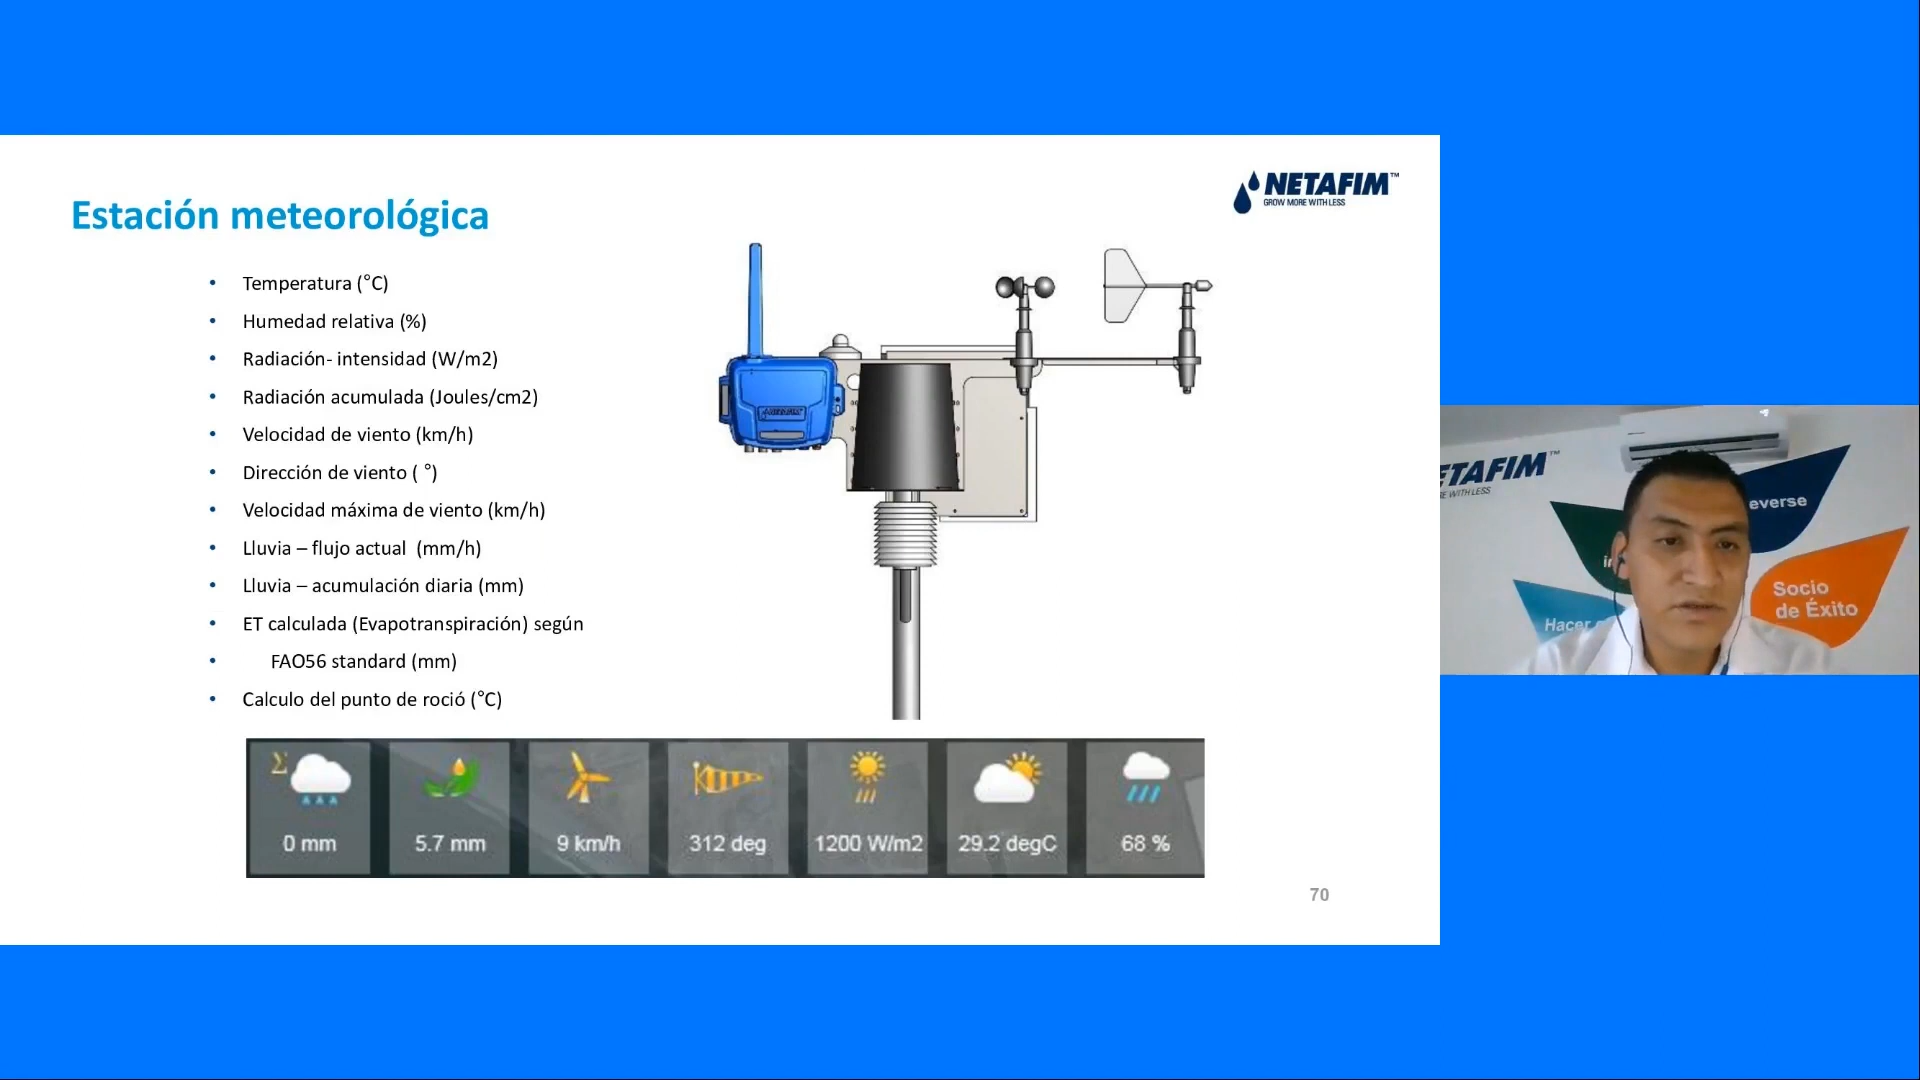 NETAFIM™
GROW MORE WITH LESS
Estación meteorológica
• Temperatura (°C)
• Humedad relativa (%)
• Radiación- intensidad (W/m2)
• Radiación acumulada (Joules/cm2)
• Velocidad de viento (km/h)
• Dirección de viento ( °)
• Velocidad máxima de viento (km/h)
• Lluvia – flujo actual (mm/h)
• Lluvia – acumulación diaria (mm)
• ET calculada (Evapotranspiración) según
• FAO56 standard (mm)
• Calculo del punto de roció (°C)
NETAFIM
Σ
0 mm
5.7 mm
9 km/h
312 deg
1200 W/m2
29.2 degC
68 %
70
ETAFIM™
WITH LESS
everse
Socio
de Éxito
Hacer